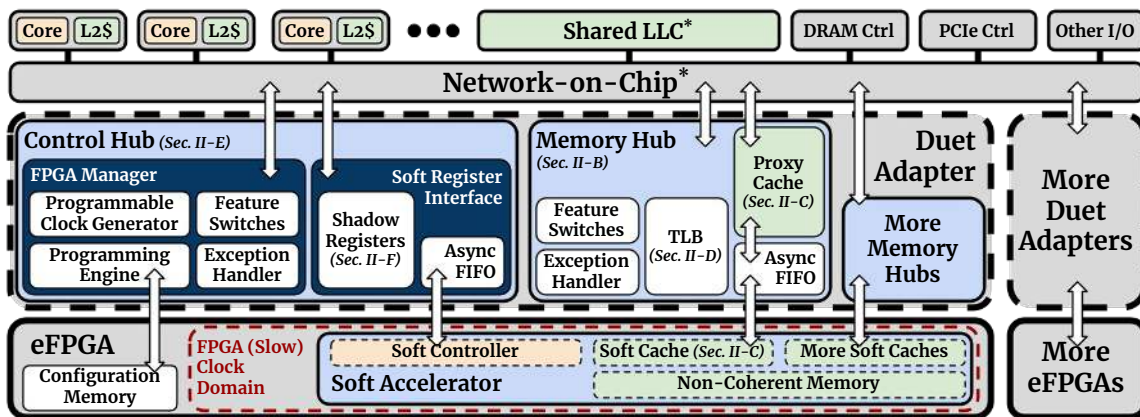 Core L2$ Core L2$ Core L2$ ●●● Shared LLC* DRAM Ctrl PCIe Ctrl Other I/O
Network-on-Chip*
Control Hub (Sec. II-E)
FPGA Manager
Programmable
Clock Generator
Feature
Switches
Programming
Engine
Exception
Handler
Soft Register
Interface
Shadow
Registers
(Sec. II-F)
Async
FIFO
Memory Hub
(Sec. II-B)
Feature
Switches
Exception
Handler
TLB
(Sec. II-D)
Proxy
Cache
(Sec. II-C)
Async
FIFO
Duet
Adapter
More
Memory
Hubs
More
Duet
Adapters
eFPGA
Configuration
Memory
FPGA (Slow)
Clock
Domain
Soft Controller
Soft Accelerator
Soft Cache (Sec. II-C)
More Soft Caches
Non-Coherent Memory
More
eFPGAs